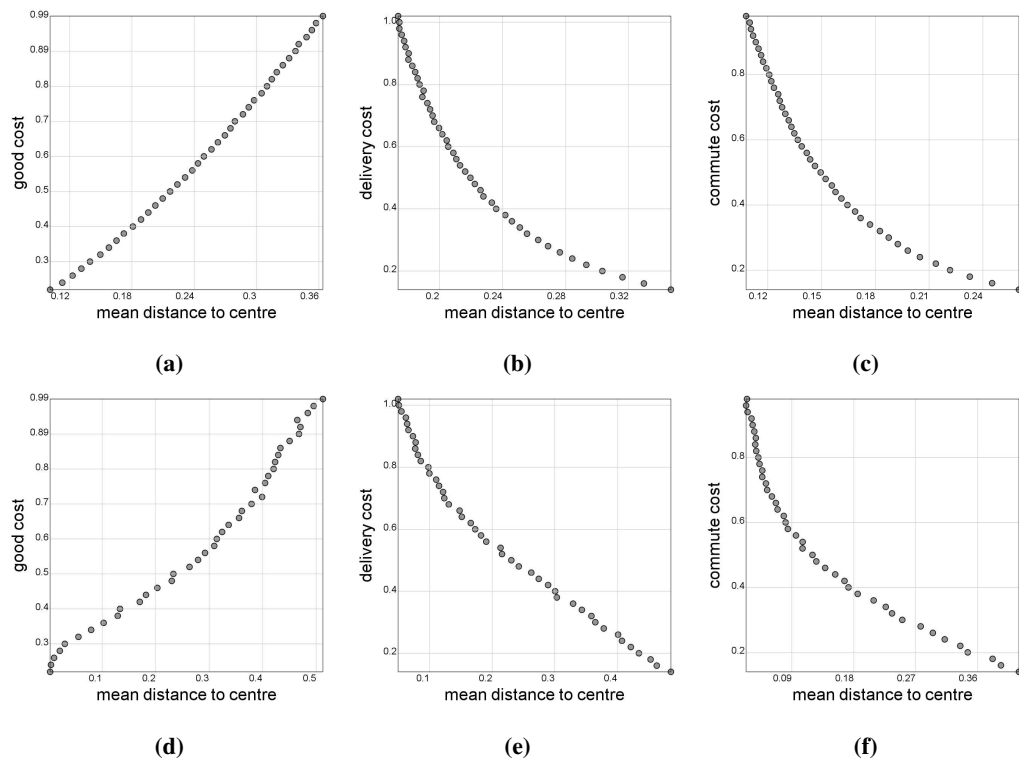 0.99
0.89
0.8
0.7
0.6
0.5
0.4
0.3
good cost
0.12 0.18 0.24 0.3 0.36
mean distance to centre
(a)
1.0
0.8
0.6
0.4
0.2
delivery cost
0.2 0.24 0.28 0.32
mean distance to centre
(b)
0.8
0.6
0.4
0.2
commute cost
0.12 0.15 0.18 0.21 0.24
mean distance to centre
(c)
0.99
0.89
0.8
0.7
0.6
0.5
0.4
0.3
good cost
0.1 0.2 0.3 0.4 0.5
mean distance to centre
(d)
1.0
0.8
0.6
0.4
0.2
delivery cost
0.1 0.2 0.3 0.4
mean distance to centre
(e)
0.8
0.6
0.4
0.2
commute cost
0.09 0.18 0.27 0.36
mean distance to centre
(f)